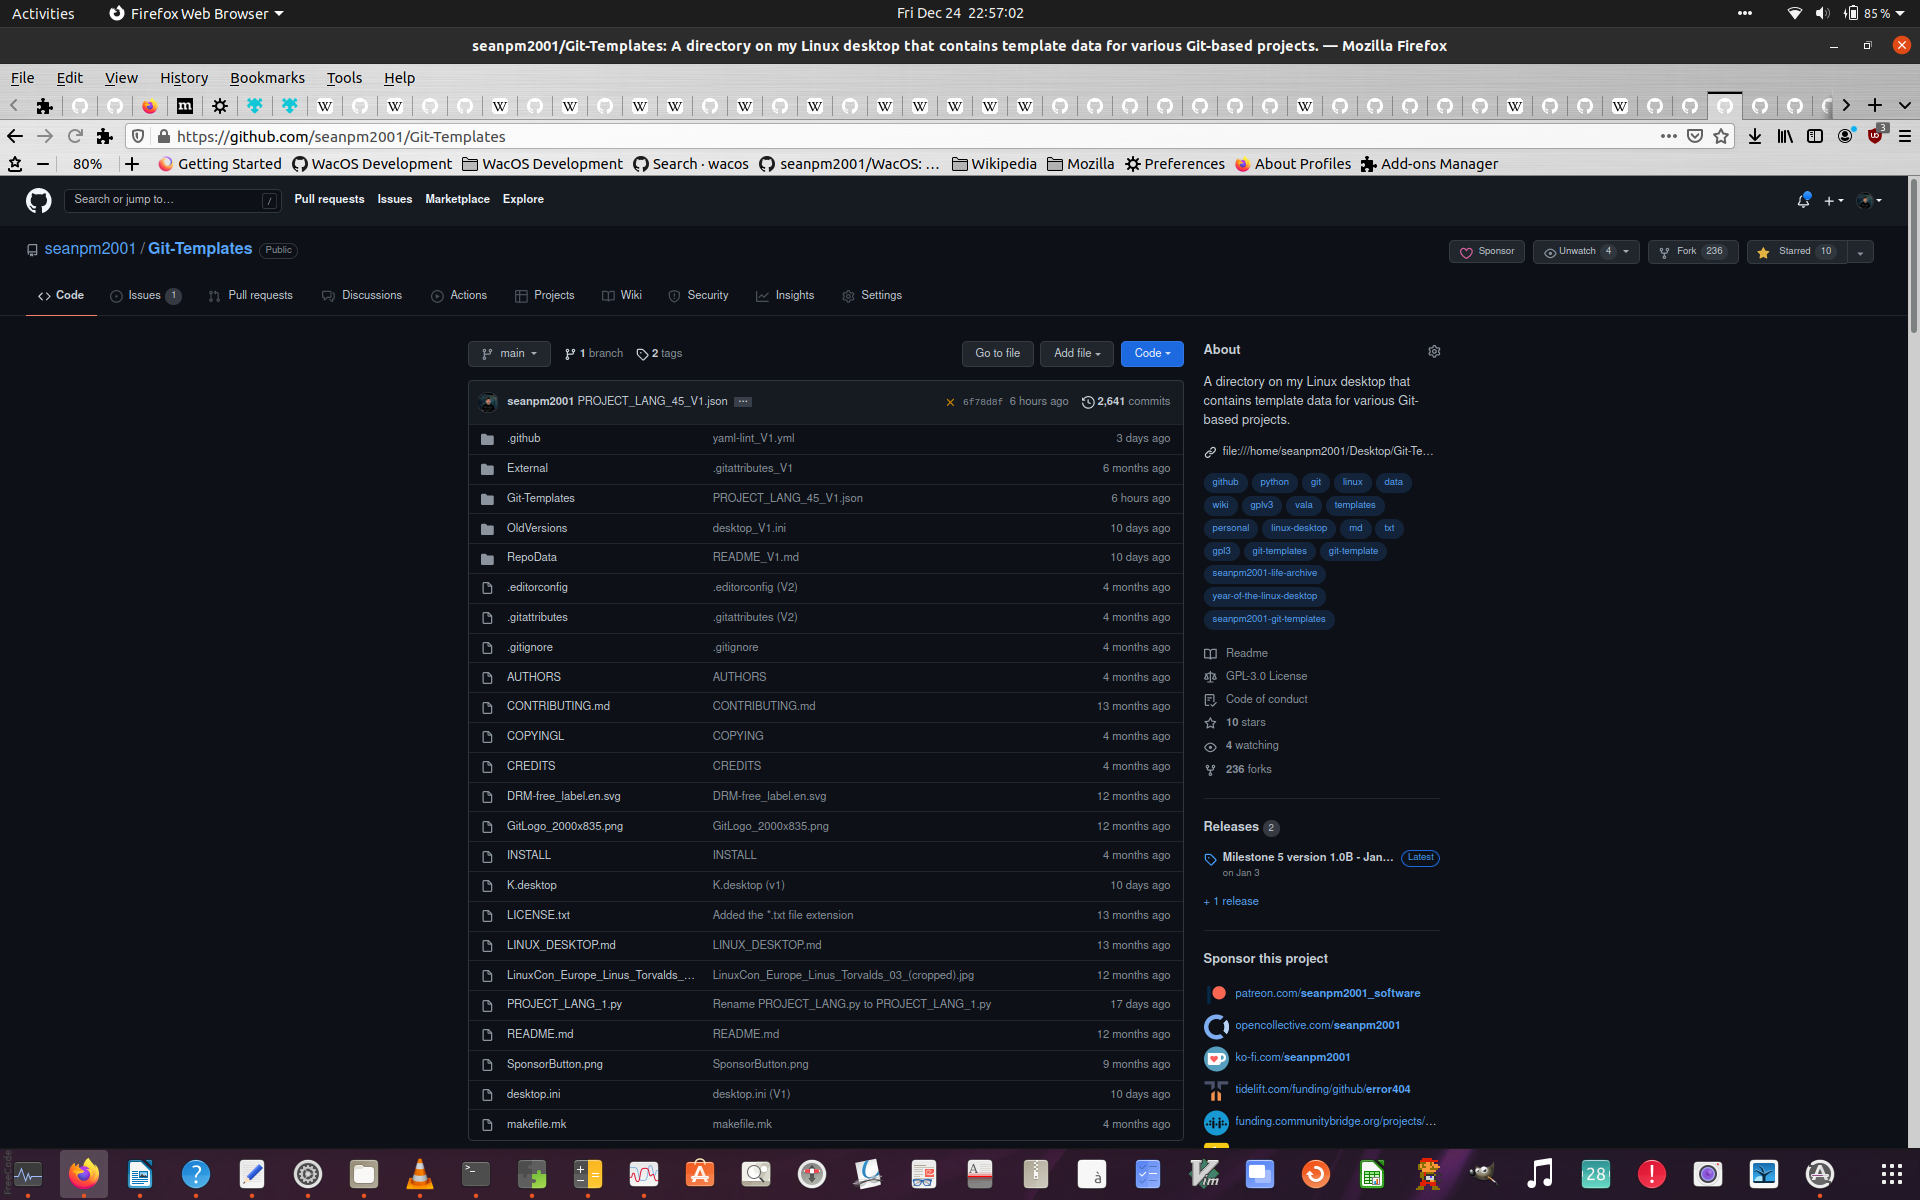 Activities
Firefox Web Browser
Fri Dec 24 22:57:02
85 %
seanpm2001/Git-Templates: A directory on my Linux desktop that contains template data for various Git-based projects. — Mozilla Firefox
File Edit View History Bookmarks Tools Help
https://github.com/seanpm2001/Git-Templates
3
80%
Getting Started
WacOS Development
WacOS Development
Search · wacos
seanpm2001/WacOS: ...
Wikipedia
Mozilla
Preferences
About Profiles
Add-ons Manager
Search or jump to…
/
Pull requests
Issues
Marketplace
Explore
seanpm2001 / Git-Templates
Public
Sponsor
Unwatch 4
Fork 236
Starred 10
Code
Issues 1
Pull requests
Discussions
Actions
Projects
Wiki
Security
Insights
Settings
main
1 branch
2 tags
Go to file
Add file
Code
seanpm2001 PROJECT_LANG_45_V1.json
6f78d8f 6 hours ago
2,641 commits
.github yaml-lint_V1.yml 3 days ago
External .gitattributes_V1 6 months ago
Git-Templates PROJECT_LANG_45_V1.json 6 hours ago
OldVersions desktop_V1.ini 10 days ago
RepoData README_V1.md 10 days ago
.editorconfig .editorconfig (V2) 4 months ago
.gitattributes .gitattributes (V2) 4 months ago
.gitignore .gitignore 4 months ago
AUTHORS AUTHORS 4 months ago
CONTRIBUTING.md CONTRIBUTING.md 13 months ago
COPYINGL COPYING 4 months ago
CREDITS CREDITS 4 months ago
DRM-free_label.en.svg DRM-free_label.en.svg 12 months ago
GitLogo_2000x835.png GitLogo_2000x835.png 12 months ago
INSTALL INSTALL 4 months ago
K.desktop K.desktop (v1) 10 days ago
LICENSE.txt Added the *.txt file extension 13 months ago
LINUX_DESKTOP.md LINUX_DESKTOP.md 13 months ago
LinuxCon_Europe_Linus_Torvalds_... LinuxCon_Europe_Linus_Torvalds_03_(cropped).jpg 12 months ago
PROJECT_LANG_1.py Rename PROJECT_LANG.py to PROJECT_LANG_1.py 17 days ago
README.md README.md 12 months ago
SponsorButton.png SponsorButton.png 9 months ago
desktop.ini desktop.ini (V1) 10 days ago
makefile.mk makefile.mk 4 months ago
About
A directory on my Linux desktop that
contains template data for various Git-
based projects.
file:///home/seanpm2001/Desktop/Git-Te...
github python git linux data
wiki gplv3 vala templates
personal linux-desktop md txt
gpl3 git-templates git-template
seanpm2001-life-archive
year-of-the-linux-desktop
seanpm2001-git-templates
Readme
GPL-3.0 License
Code of conduct
10 stars
4 watching
236 forks
Releases 2
Milestone 5 version 1.0B - Jan...
Latest
on Jan 3
+ 1 release
Sponsor this project
patreon.com/seanpm2001_software
opencollective.com/seanpm2001
ko-fi.com/seanpm2001
tidelift.com/funding/github/error404
funding.communitybridge.org/projects/...
28